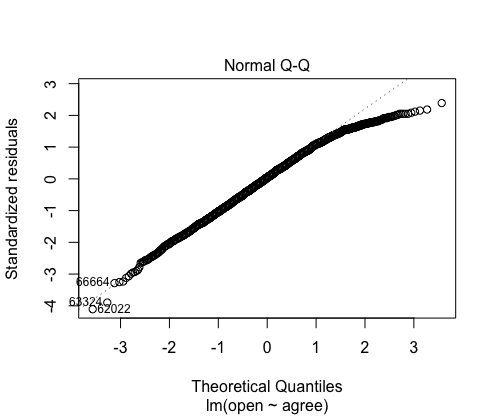 Normal Q-Q
Standardized residuals
3
2
1
0
-1
-2
-3
-4
66664
63324
62022
-3 -2 -1 0 1 2 3
Theoretical Quantiles
lm(open ~ agree)